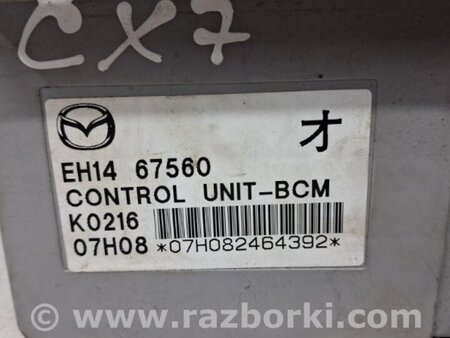 CX7
オ
EH14 67560
CONTROL UNIT-BCM
K0216
07H08 *07H082464392*
© www.razborki.com